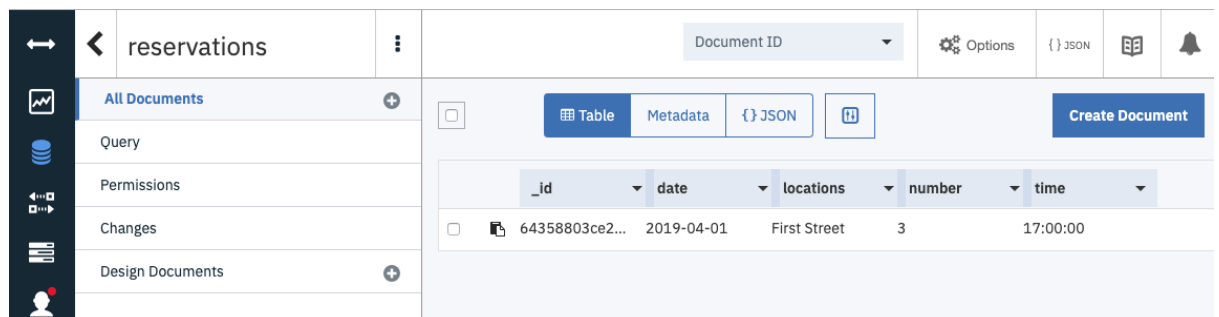 reservations
Document ID
Options
{ } JSON
All Documents
Query
Permissions
Changes
Design Documents
Table
Metadata
{ } JSON
Create Document
_id date locations number time
64358803ce2... 2019-04-01 First Street 3 17:00:00